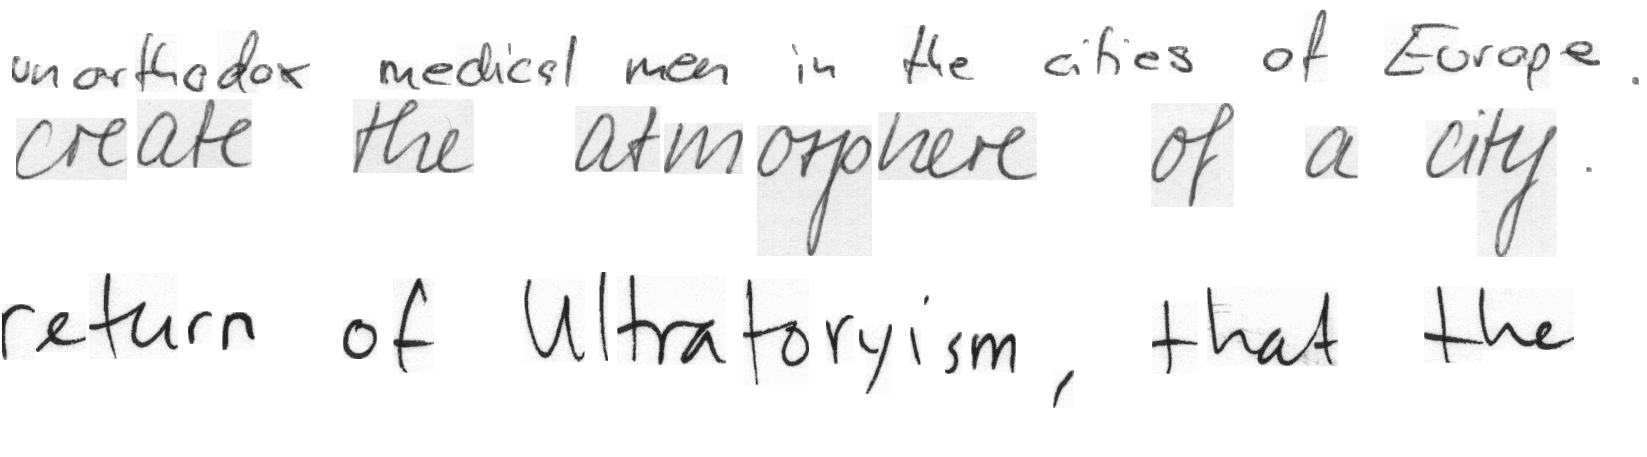 unorthodox medical men in the cities of Europe.
create the atmosphere of a city.
return of Ultratoryism, that the